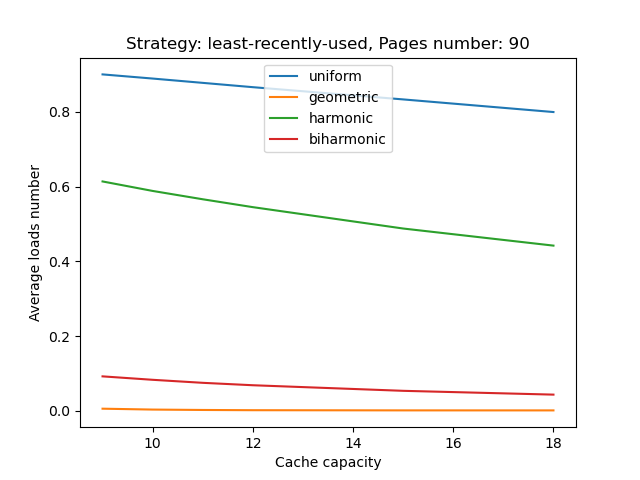 Strategy: least-recently-used, Pages number: 90
uniform
geometric
harmonic
biharmonic
Average loads number
0.8
0.6
0.4
0.2
0.0
10 12 14 16 18
Cache capacity